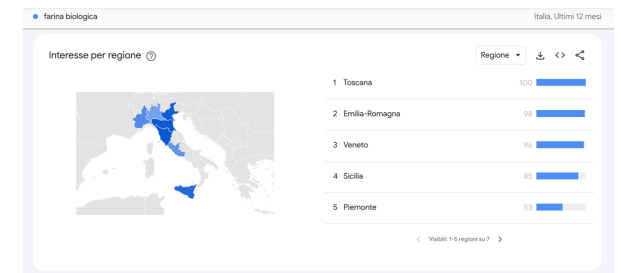 farina biologica
Italia, Ultimi 12 mesi
Interesse per regione
Regione
1 Toscana 100
2 Emilia-Romagna 98
3 Veneto 96
4 Sicilia 85
5 Piemonte 53
Visibili: 1-5 regioni su 7